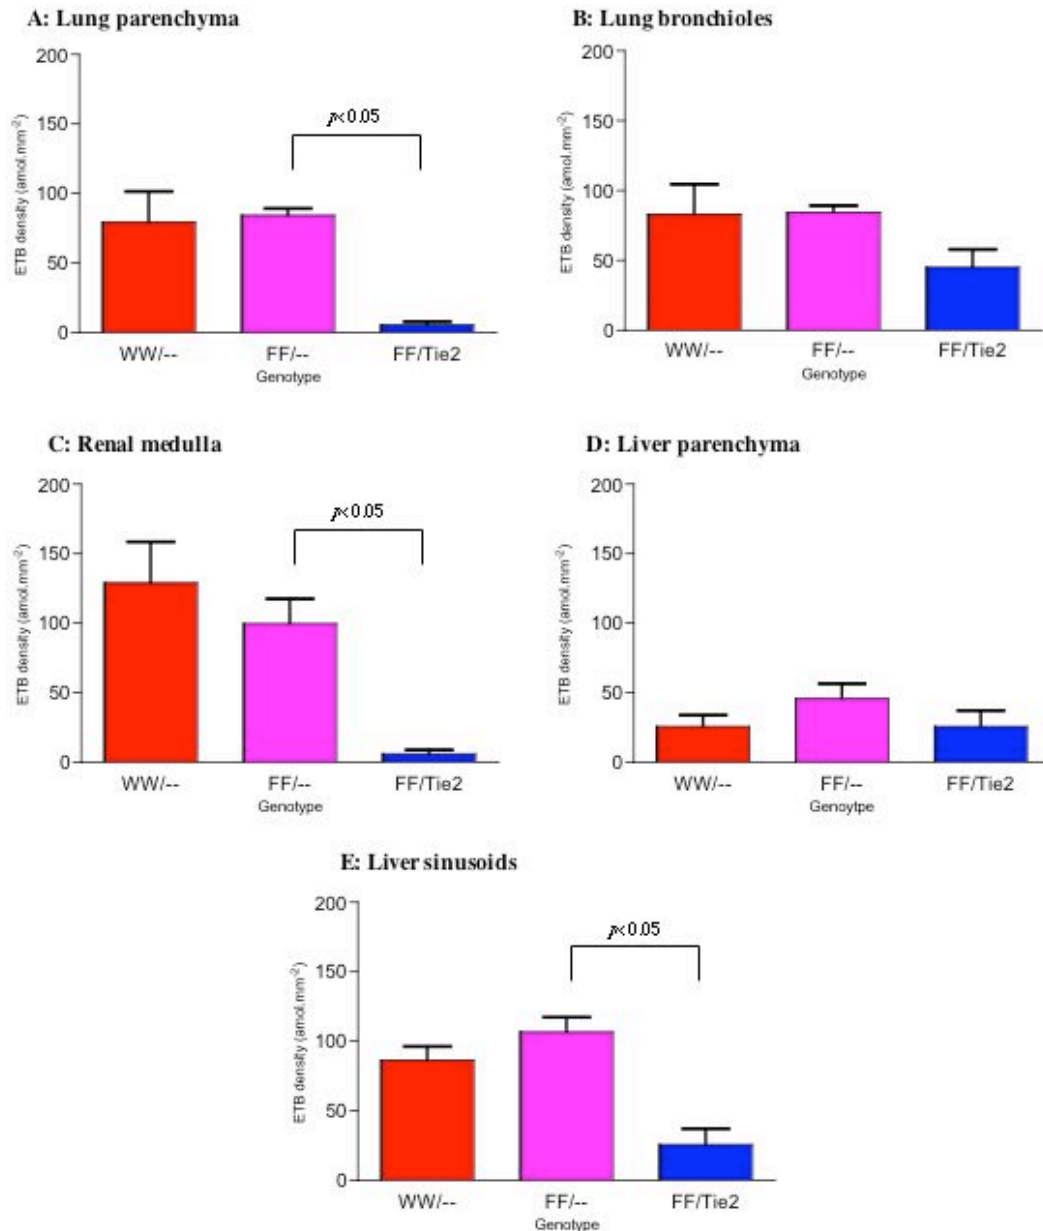 A: Lung parenchyma
ETB density (amol.mm-2)
200
150
100
50
0
p<0.05
WW/-- FF/-- FF/Tie2
Genotype
B: Lung bronchioles
ETB density (amol.mm-2)
200
150
100
50
0
WW/-- FF/-- FF/Tie2
Genotype
C: Renal medulla
ETB density (amol.mm-2)
200
150
100
50
0
p<0.05
WW/-- FF/-- FF/Tie2
Genotype
D: Liver parenchyma
ETB density (amol.mm-2)
200
150
100
50
0
WW/-- FF/-- FF/Tie2
Genoytpe
E: Liver sinusoids
ETB density (amol.mm-2)
200
150
100
50
0
p<0.05
WW/-- FF/-- FF/Tie2
Genotype